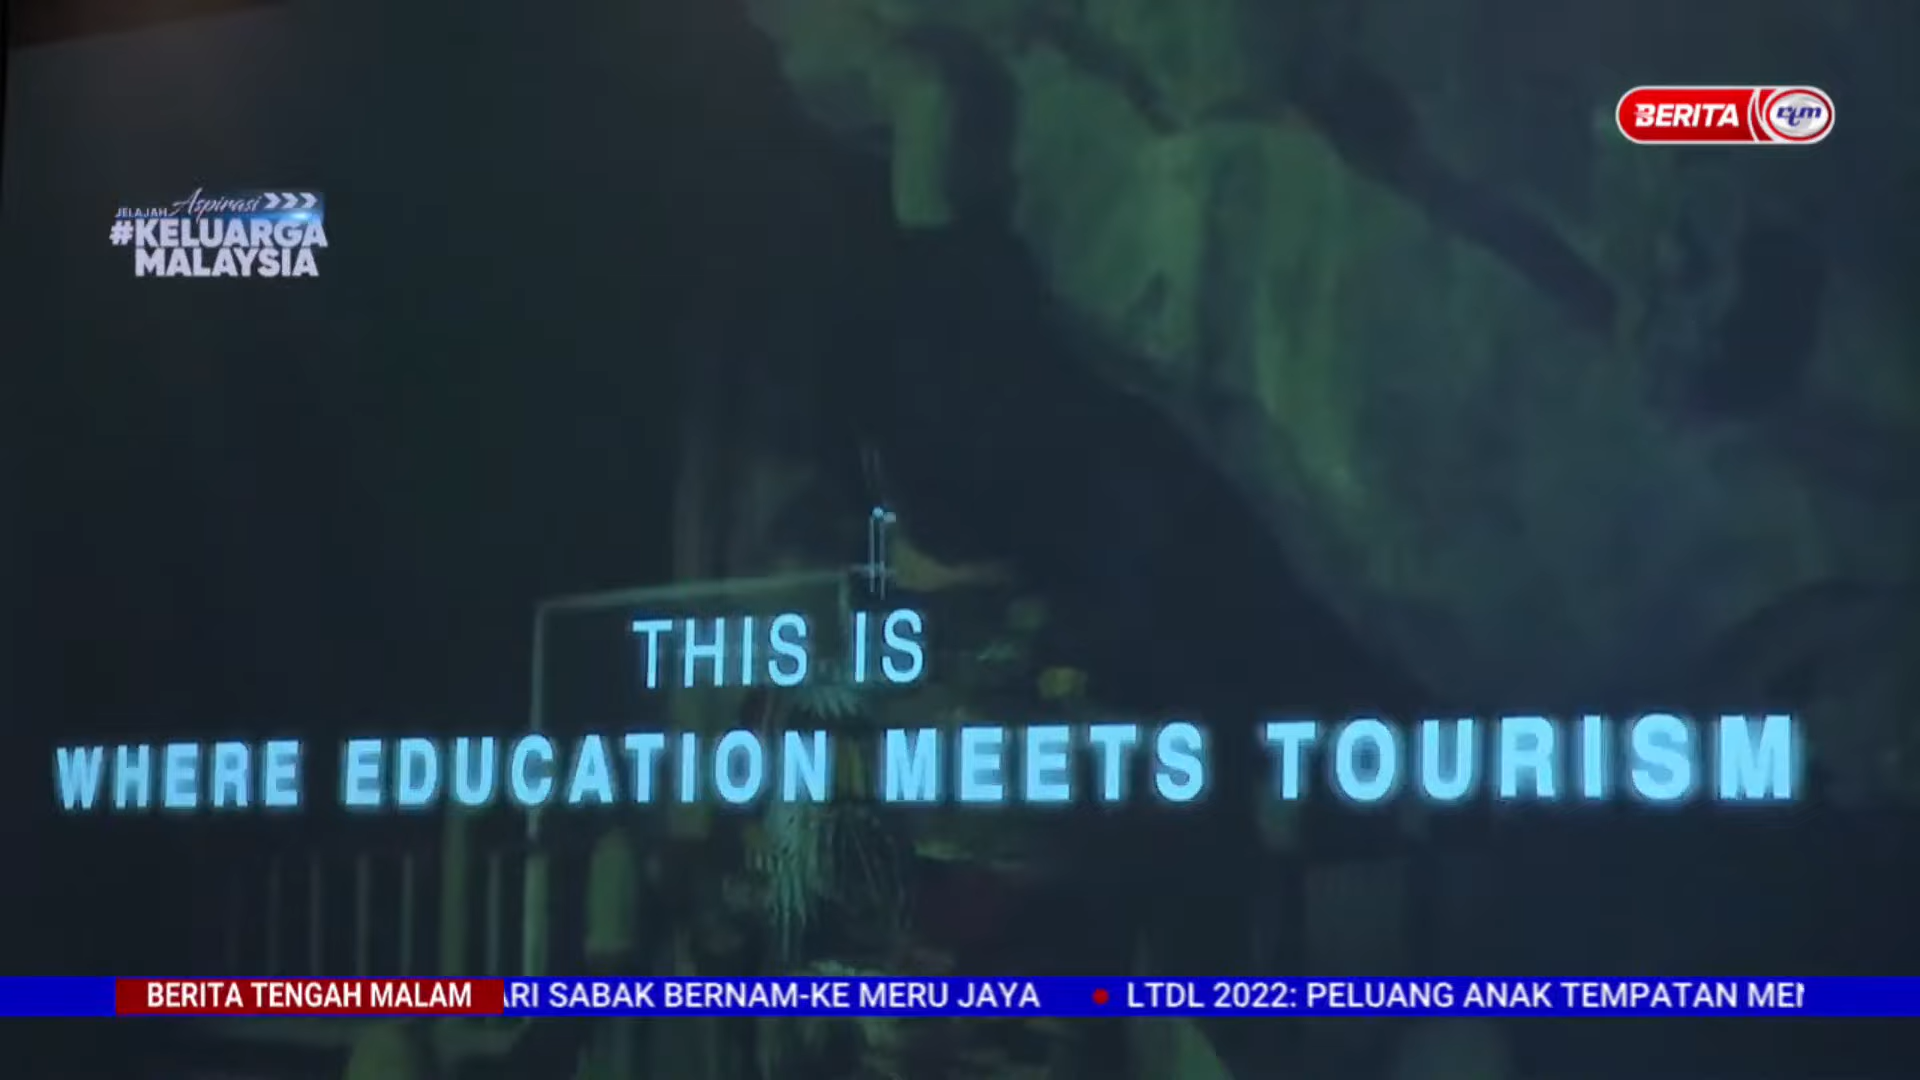 BERITA rtm
JELAJAH Aspirasi
#KELUARGA
MALAYSIA
THIS IS
WHERE EDUCATION MEETS TOURISM
BERITA TENGAH MALAM
SABAK BERNAM-KE MERU JAYA • LTDL 2022: PELUANG ANAK TEMPATAN